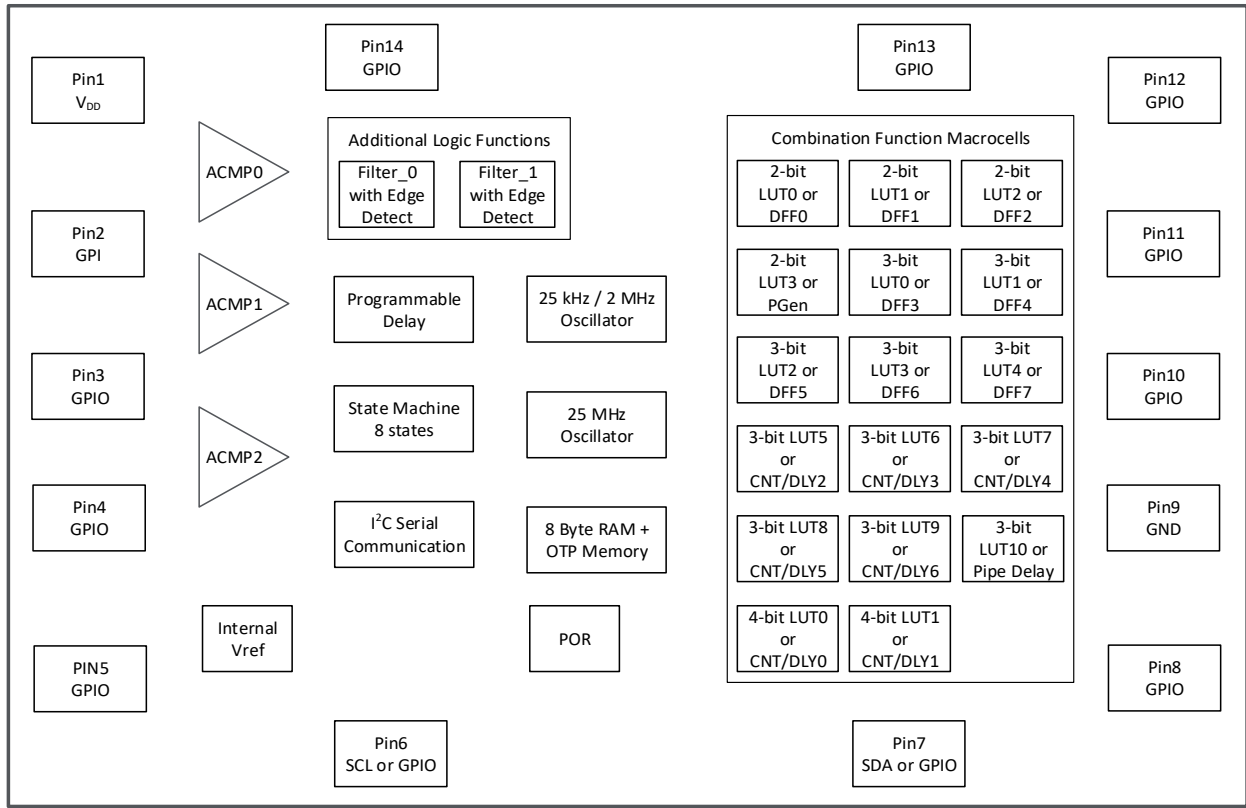 Pin14
GPIO
Pin13
GPIO
Pin1
VDD
Pin12
GPIO
ACMP0
Additional Logic Functions
Filter_0
with Edge
Detect
Filter_1
with Edge
Detect
Combination Function Macrocells
2-bit
LUT0 or
DFF0
2-bit
LUT1 or
DFF1
2-bit
LUT2 or
DFF2
Pin2
GPI
Pin11
GPIO
ACMP1
Programmable
Delay
25 kHz / 2 MHz
Oscillator
2-bit
LUT3 or
PGen
3-bit
LUT0 or
DFF3
3-bit
LUT1 or
DFF4
Pin3
GPIO
Pin10
GPIO
3-bit
LUT2 or
DFF5
3-bit
LUT3 or
DFF6
3-bit
LUT4 or
DFF7
ACMP2
State Machine
8 states
25 MHz
Oscillator
3-bit LUT5
or
CNT/DLY2
3-bit LUT6
or
CNT/DLY3
3-bit LUT7
or
CNT/DLY4
Pin4
GPIO
Pin9
GND
I²C Serial
Communication
8 Byte RAM +
OTP Memory
3-bit LUT8
or
CNT/DLY5
3-bit LUT9
or
CNT/DLY6
3-bit
LUT10 or
Pipe Delay
Internal
Vref
POR
4-bit LUT0
or
CNT/DLY0
4-bit LUT1
or
CNT/DLY1
PIN5
GPIO
Pin8
GPIO
Pin6
SCL or GPIO
Pin7
SDA or GPIO